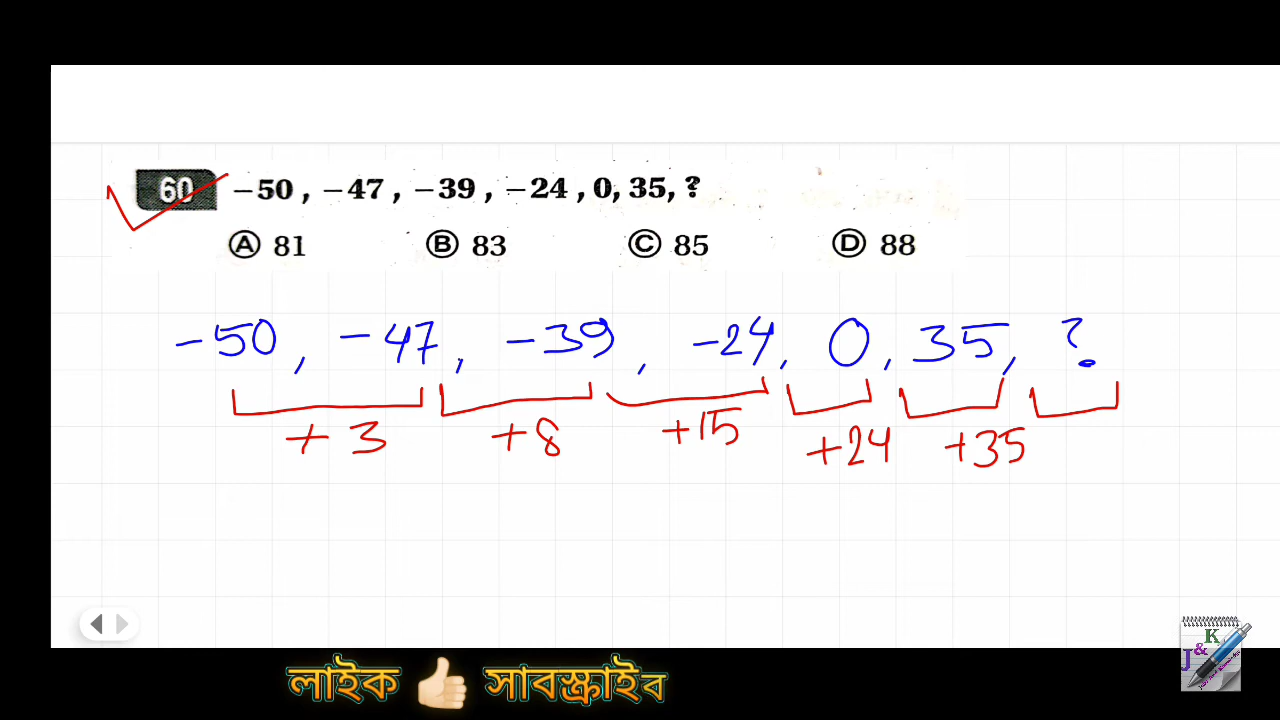 60 −50 , −47 , −39 , −24 , 0, 35, ?
Ⓐ 81 Ⓑ 83 Ⓒ 85 Ⓓ 88
−50, −47, −39, −24, 0, 35, ?
+3 +8 +15 +24 +35
J&K
লাইক 👍🏻 সাবস্ক্রাইব